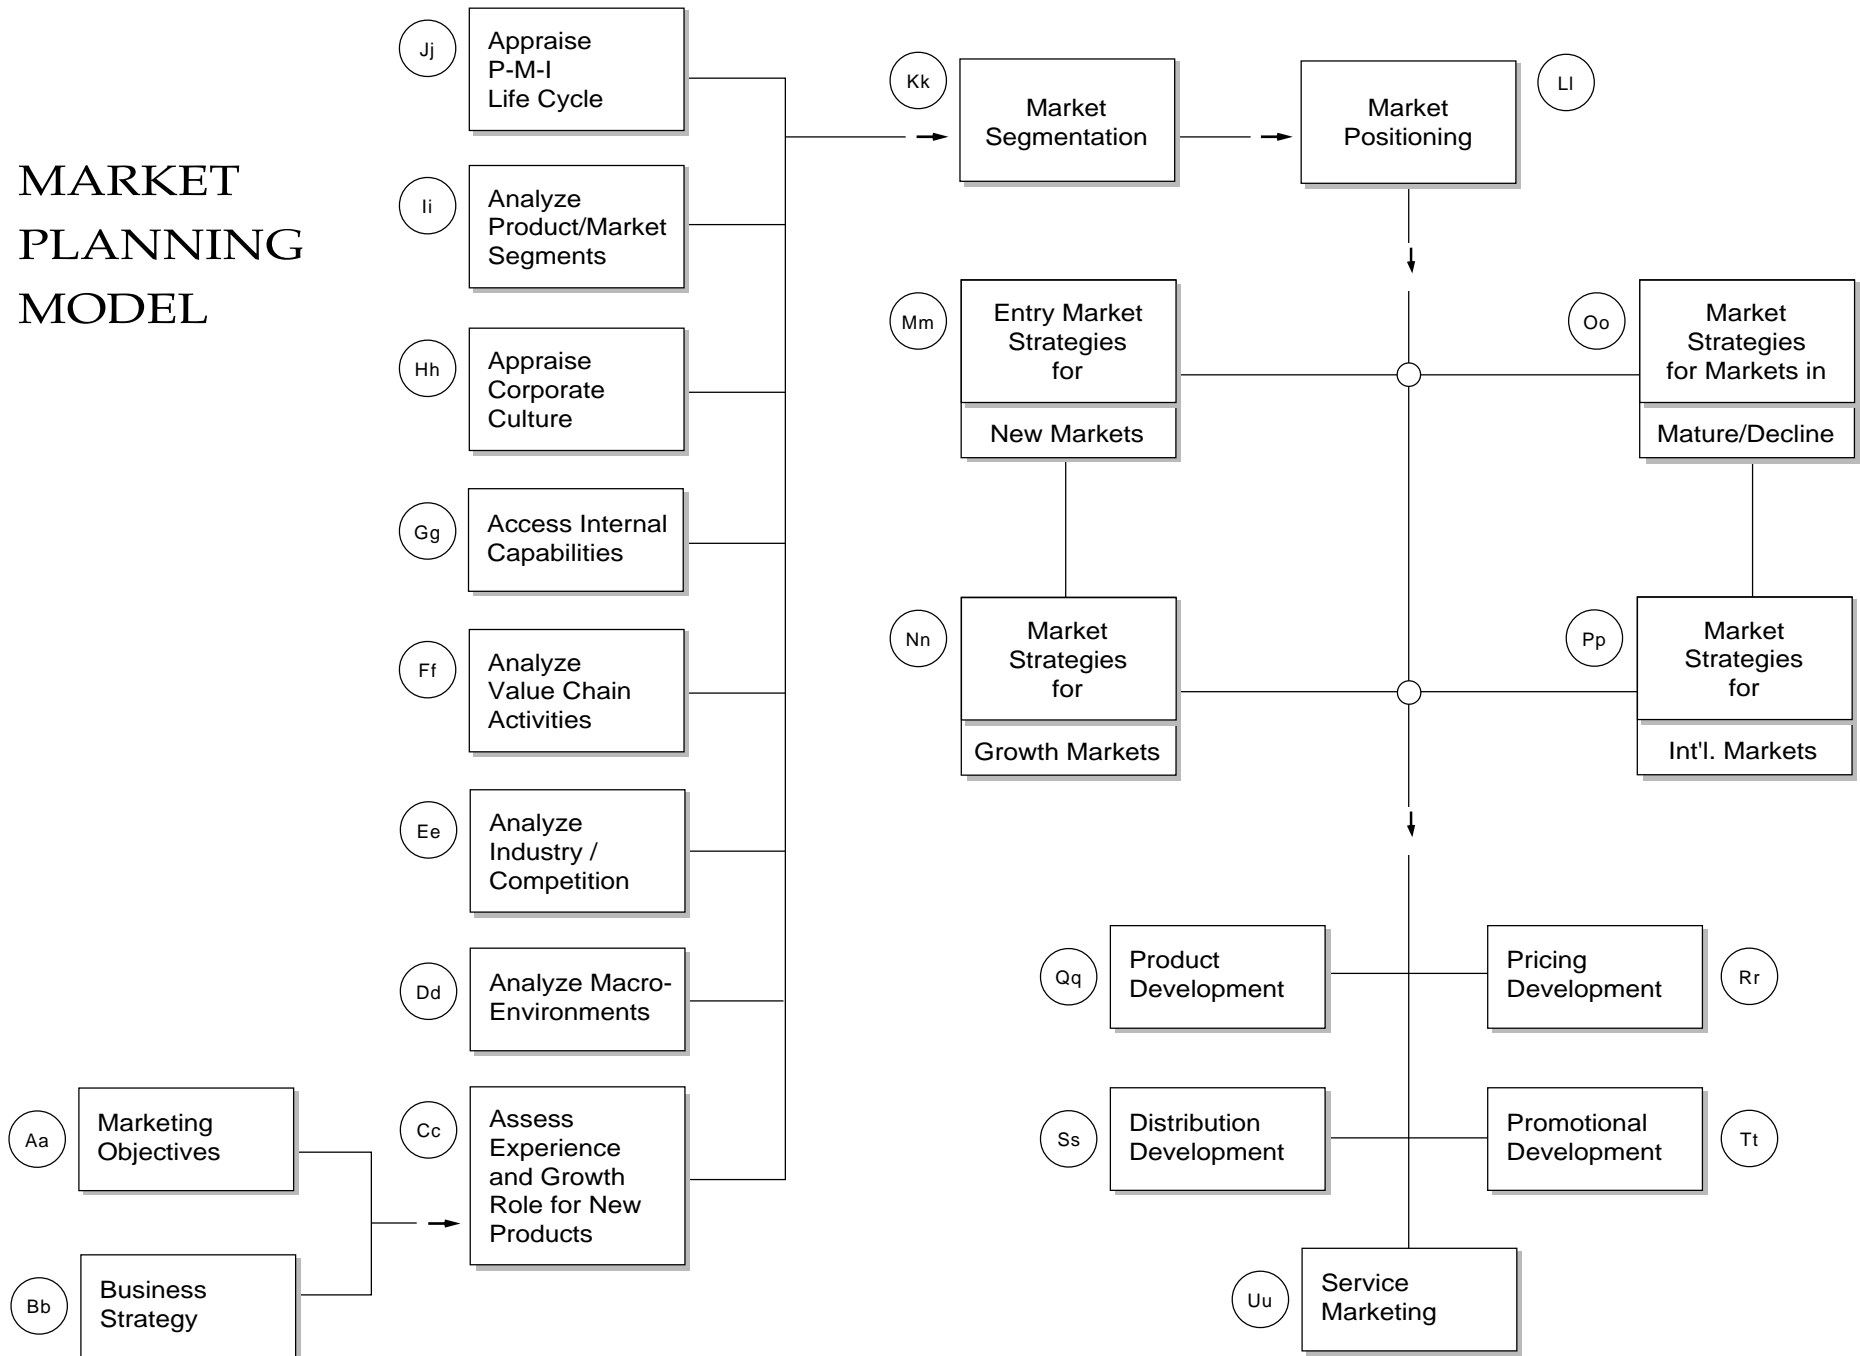 MARKET
PLANNING
MODEL
Jj
Appraise
P-M-I
Life Cycle
Ii
Analyze
Product/Market
Segments
Hh
Appraise
Corporate
Culture
Gg
Access Internal
Capabilities
Ff
Analyze
Value Chain
Activities
Ee
Analyze
Industry /
Competition
Dd
Analyze Macro-
Environments
Cc
Assess
Experience
and Growth
Role for New
Products
Aa
Marketing
Objectives
Bb
Business
Strategy
Kk
Market
Segmentation
Market
Positioning
Ll
Mm
Entry Market
Strategies
for
New Markets
Oo
Market
Strategies
for Markets in
Mature/Decline
Nn
Market
Strategies
for
Growth Markets
Pp
Market
Strategies
for
Int'l. Markets
Qq
Product
Development
Pricing
Development
Rr
Ss
Distribution
Development
Promotional
Development
Tt
Uu
Service
Marketing